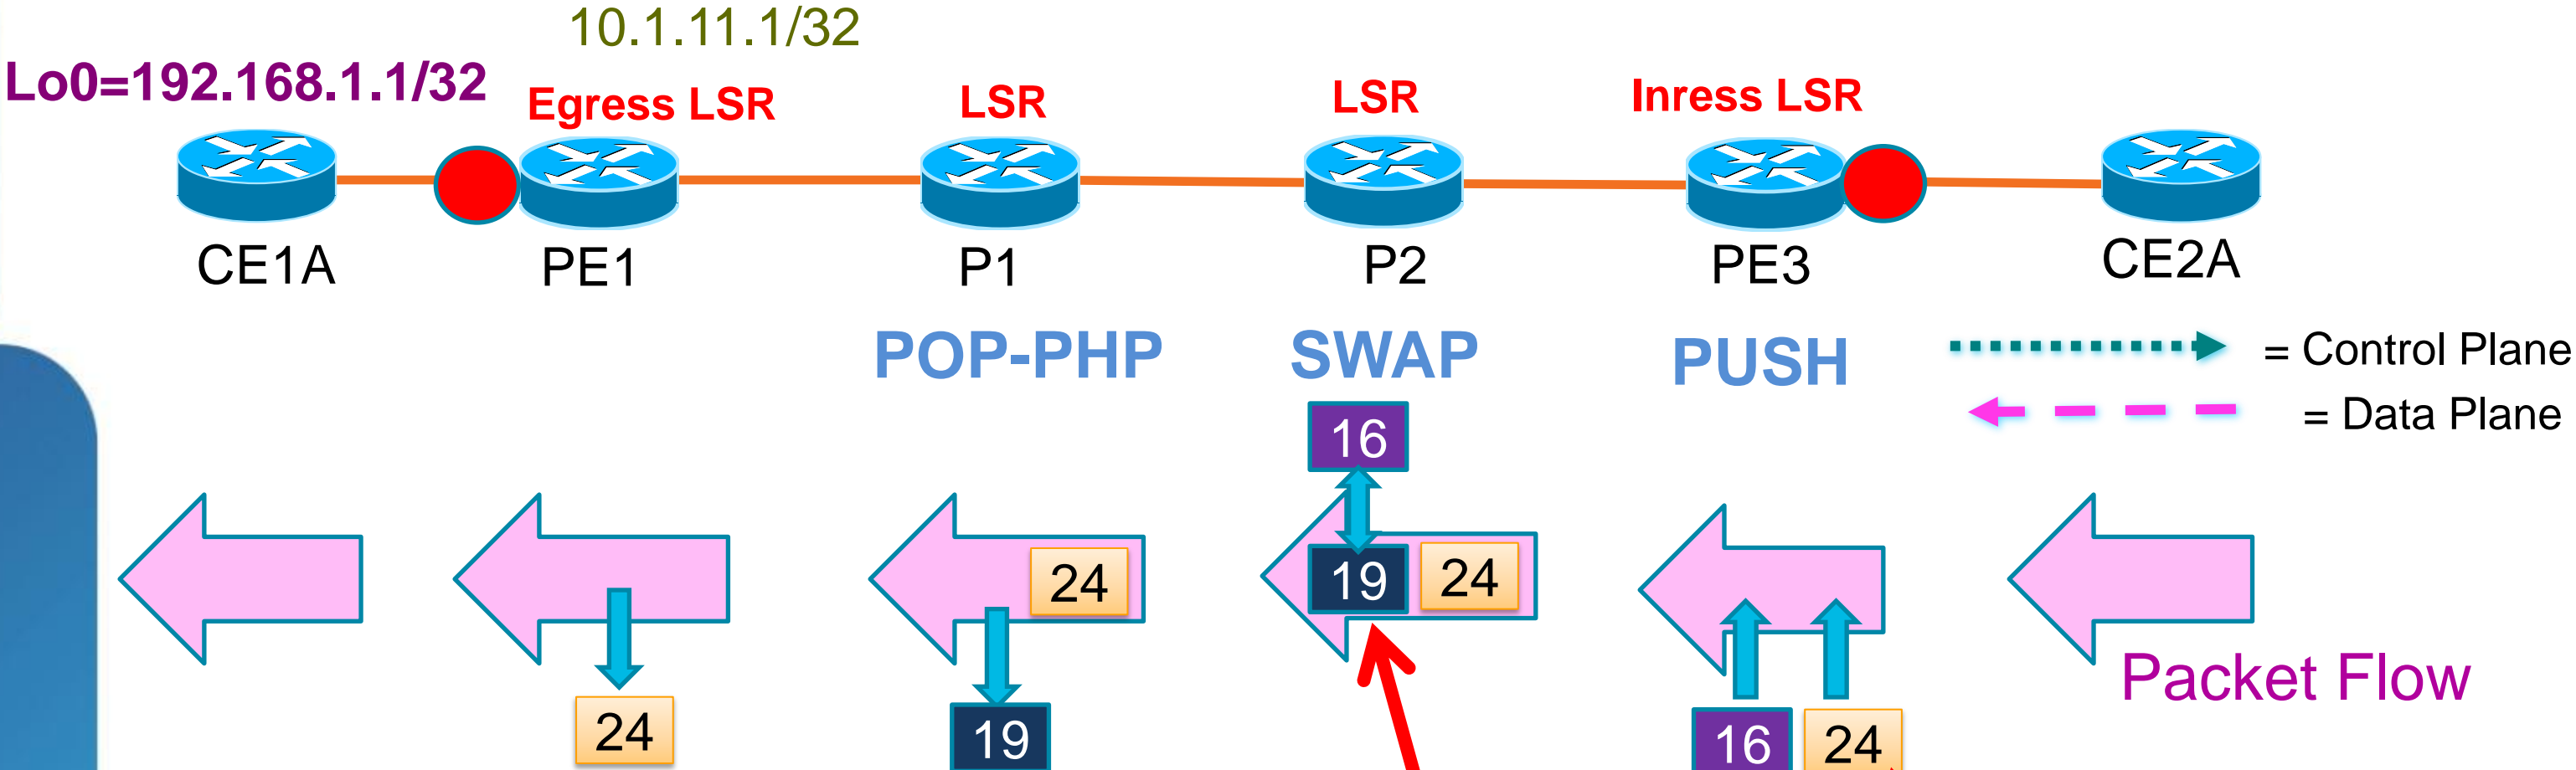 10.1.11.1/32
Lo0=192.168.1.1/32
Egress LSR
LSR
LSR
Inress LSR
CE1A
PE1
P1
P2
PE3
CE2A
POP-PHP
SWAP
PUSH
= Control Plane
= Data Plane
16
24
19
24
Packet Flow
24
19
16
24